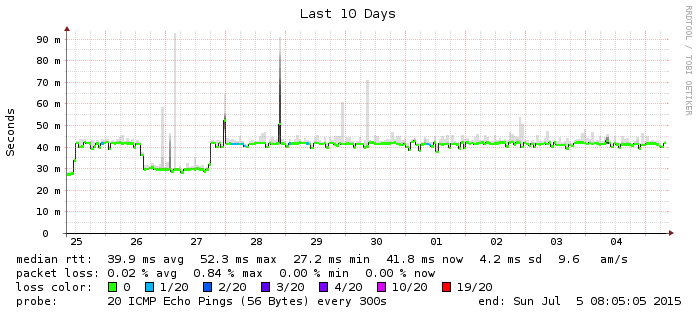 Last 10 Days
RRDTOOL / TOBI OETIKER
Seconds
90 m
80 m
70 m
60 m
50 m
40 m
30 m
20 m
10 m
0
25 26 27 28 29 30 01 02 03 04
median rtt: 39.9 ms avg 52.3 ms max 27.2 ms min 41.8 ms now 4.2 ms sd 9.6 am/s
packet loss: 0.02 % avg 0.84 % max 0.00 % min 0.00 % now
loss color: 0 1/20 2/20 3/20 4/20 10/20 19/20
probe: 20 ICMP Echo Pings (56 Bytes) every 300s end: Sun Jul 5 08:05:05 2015